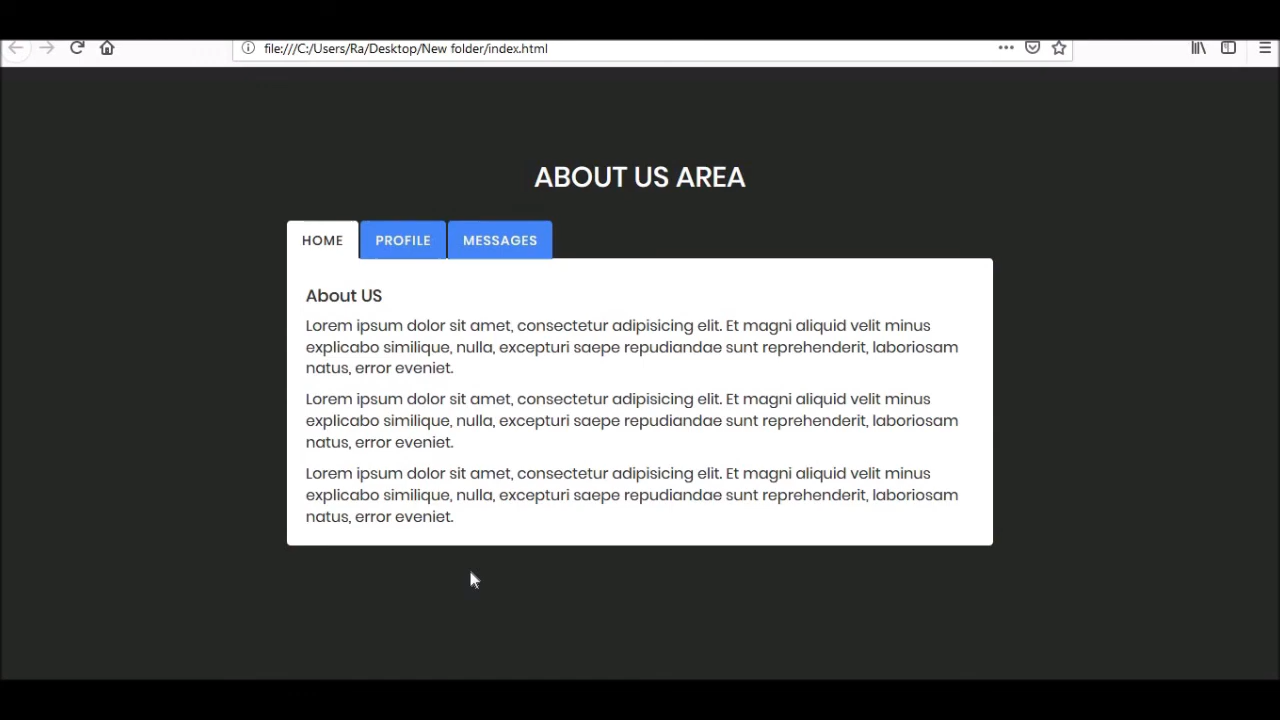 file:///C:/Users/Ra/Desktop/New folder/index.html
ABOUT US AREA
HOME PROFILE MESSAGES
About US
Lorem ipsum dolor sit amet, consectetur adipisicing elit. Et magni aliquid velit minus
explicabo similique, nulla, excepturi saepe repudiandae sunt reprehenderit, laboriosam
natus, error eveniet.
Lorem ipsum dolor sit amet, consectetur adipisicing elit. Et magni aliquid velit minus
explicabo similique, nulla, excepturi saepe repudiandae sunt reprehenderit, laboriosam
natus, error eveniet.
Lorem ipsum dolor sit amet, consectetur adipisicing elit. Et magni aliquid velit minus
explicabo similique, nulla, excepturi saepe repudiandae sunt reprehenderit, laboriosam
natus, error eveniet.